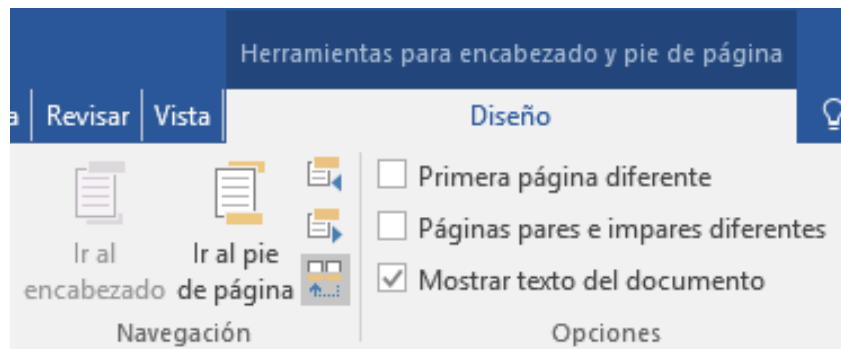 Herramientas para encabezado y pie de página
a Revisar Vista Diseño
Primera página diferente
Páginas pares e impares diferentes
Mostrar texto del documento
Ir al
encabezado
Ir al pie
de página
Navegación
Opciones